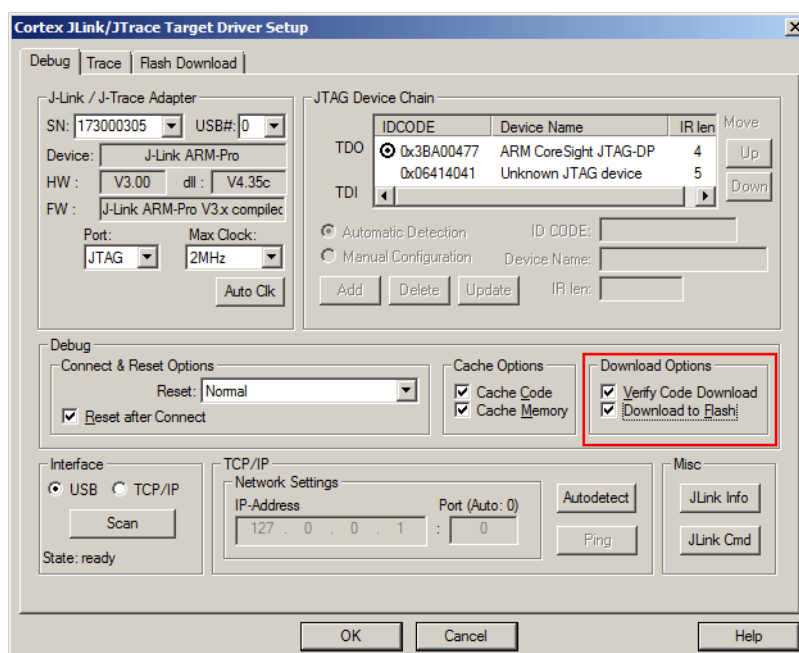 Cortex JLink/JTrace Target Driver Setup
Debug Trace Flash Download
J-Link / J-Trace Adapter
SN: 173000305 USB#: 0
Device: J-Link ARM-Pro
HW : V3.00 dll : V4.35c
FW : J-Link ARM-Pro V3.x compilec
Port: Max Clock:
JTAG 2MHz
Auto Clk
JTAG Device Chain
IDCODE Device Name IR len Move
TDO 0x3BA00477 ARM CoreSight JTAG-DP 4 Up
0x06414041 Unknown JTAG device 5
TDI Down
Automatic Detection ID CODE:
Manual Configuration Device Name:
Add Delete Update IR len:
Debug
Connect & Reset Options
Reset: Normal
Reset after Connect
Cache Options
Cache Code
Cache Memory
Download Options
Verify Code Download
Download to Flash
Interface
USB TCP/IP
Scan
State: ready
TCP/IP
Network Settings
IP-Address Port (Auto: 0)
127 . 0 . 0 . 1 : 0
Autodetect
Ping
Misc
JLink Info
JLink Cmd
OK Cancel Help